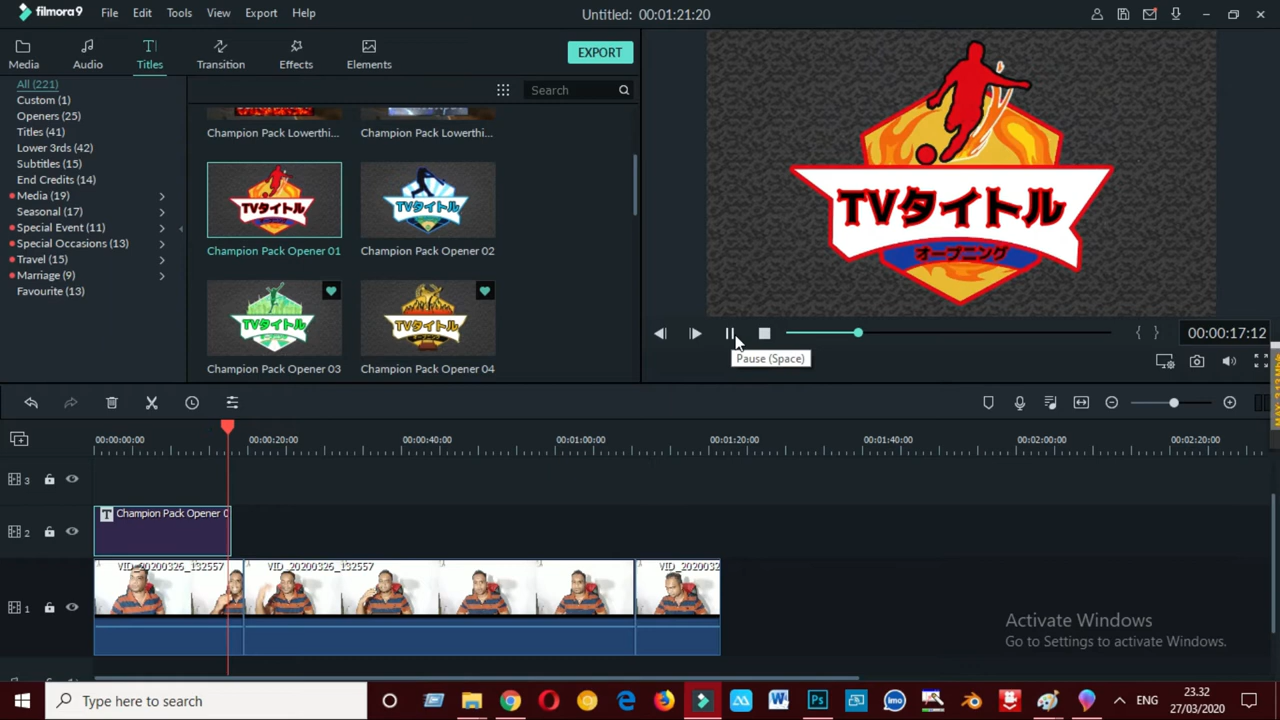 filmora9
File Edit Tools View Export Help
Untitled: 00:01:21:20
Media Audio Titles Transition Effects Elements
EXPORT
All (221)
Custom (1)
Openers (25)
Titles (41)
Lower 3rds (42)
Subtitles (15)
End Credits (14)
Media (19)
Seasonal (17)
Special Event (11)
Special Occasions (13)
Travel (15)
Marriage (9)
Favourite (13)
Search
Champion Pack Lowerthi... Champion Pack Lowerthi...
TVタイトル TVタイトル
Champion Pack Opener 01 Champion Pack Opener 02
TVタイトル TVタイトル
Champion Pack Opener 03 Champion Pack Opener 04
TVタイトル
オープニング
00:00:17:12
Pause (Space)
00:00:00:00 00:00:20:00 00:00:40:00 00:01:00:00 00:01:20:00 00:01:40:00 00:02:00:00 00:02:20:00
3
2
T Champion Pack Opener 0
VID_20200326_132557 VID_20200326_132557 VID_2020032
1
Activate Windows
Go to Settings to activate Windows.
Type here to search
ENG
23.32
27/03/2020